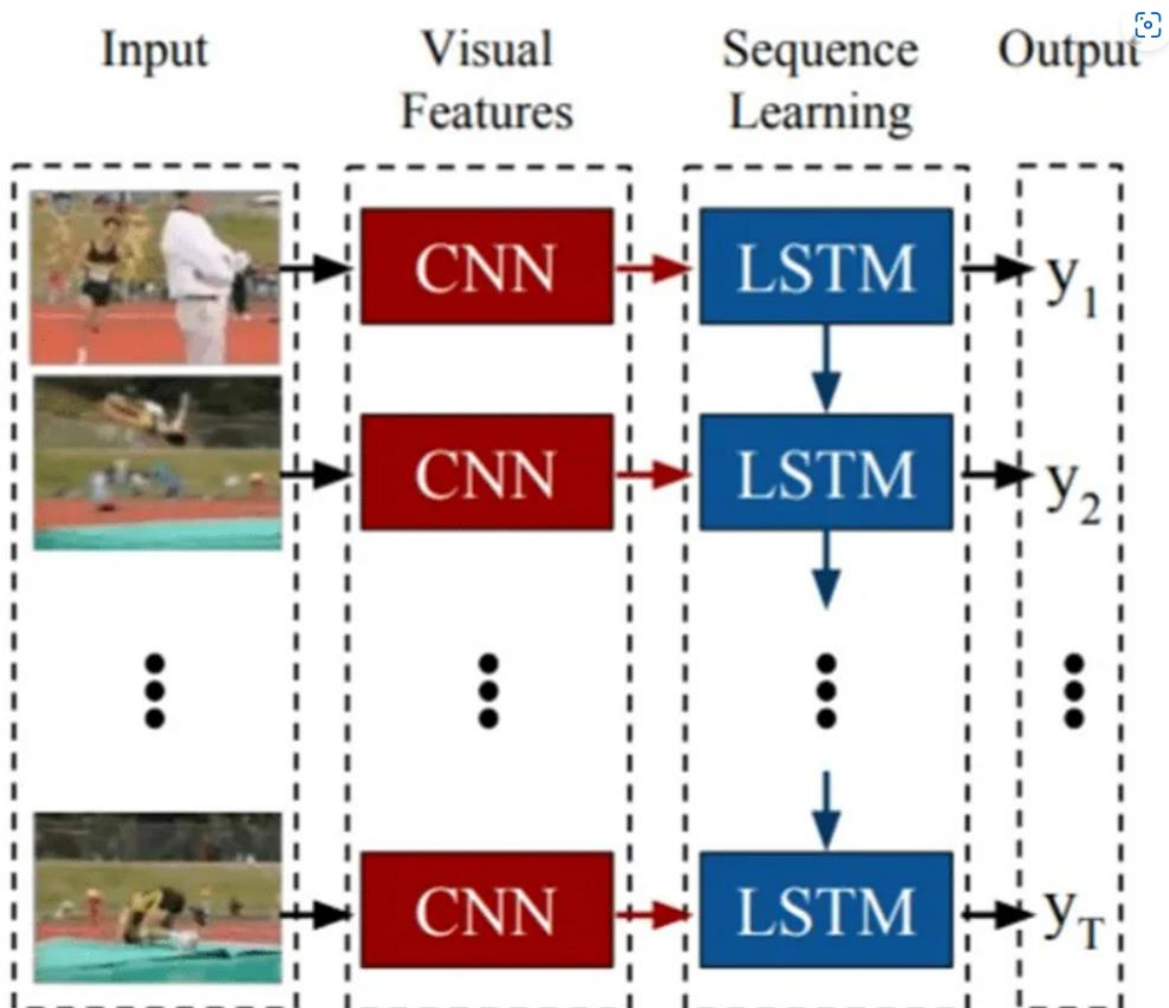 Input
Visual
Features
Sequence
Learning
Output
CNN
LSTM
y1
CNN
LSTM
y2
CNN
LSTM
yT